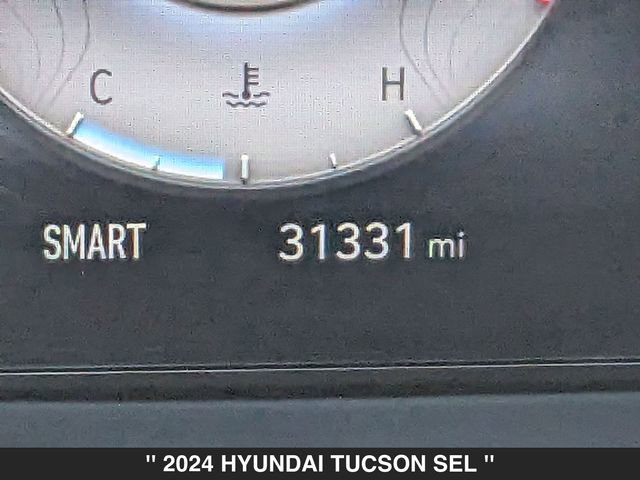 C H
SMART 31331 mi
" 2024 HYUNDAI TUCSON SEL "